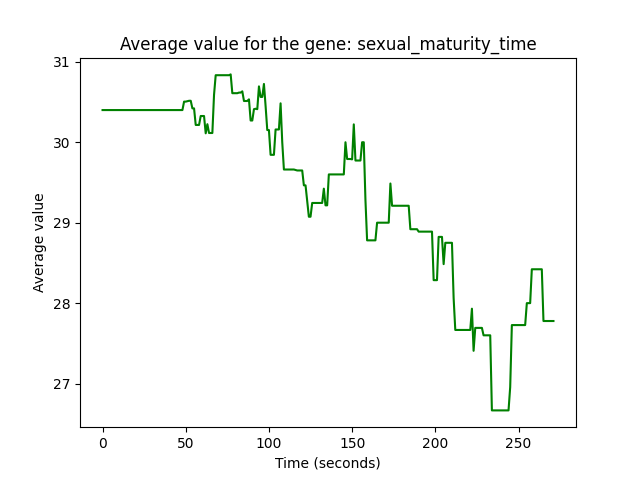 Average value for the gene: sexual_maturity_time
31
30
29
28
27
Average value
0 50 100 150 200 250
Time (seconds)